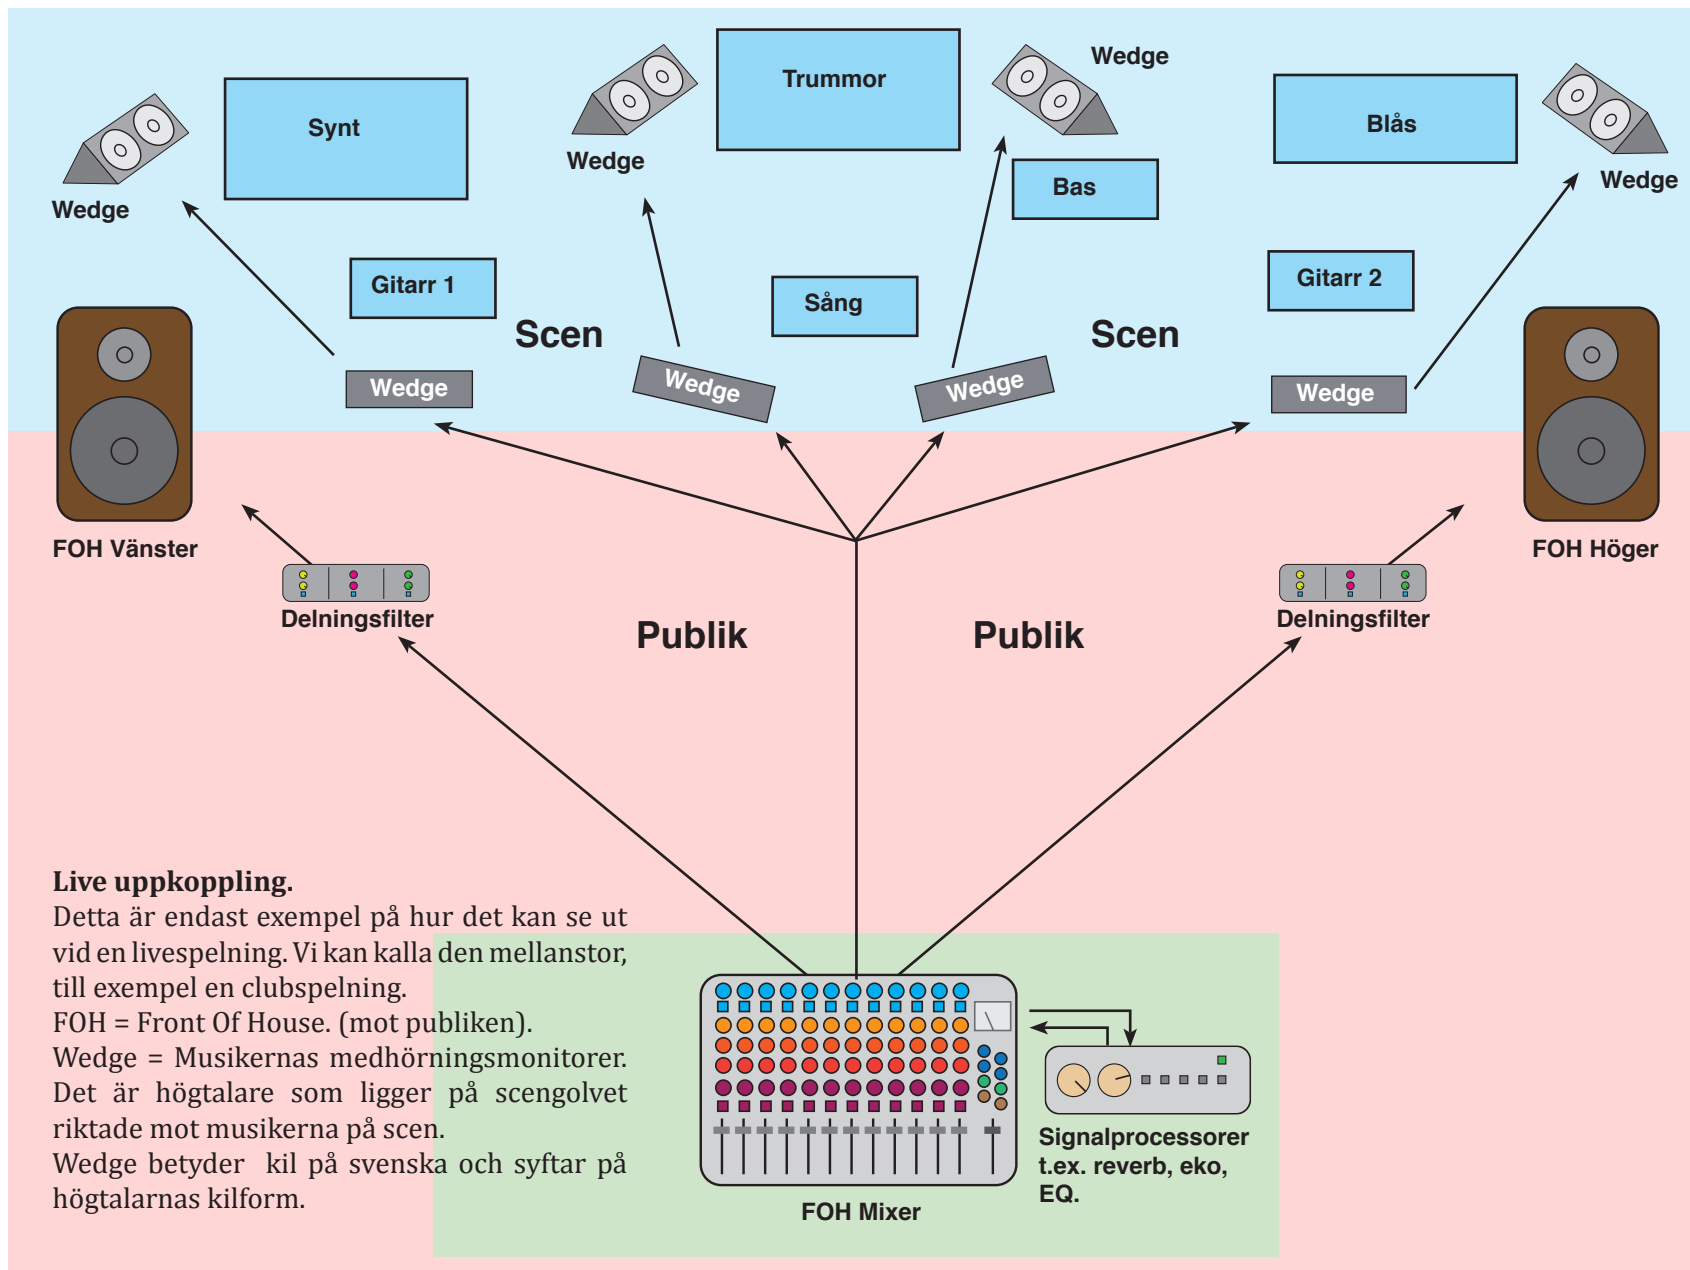 Wedge
Trummor
Synt
Blås
Wedge
Wedge
Bas
Wedge
Gitarr 1
Sång
Gitarr 2
Scen
Scen
Wedge
Wedge
Wedge
Wedge
FOH Vänster
FOH Höger
Delningsfilter
Delningsfilter
Publik
Publik
Live uppkoppling.
Detta är endast exempel på hur det kan se ut
vid en livespelning. Vi kan kalla den mellanstor,
till exempel en clubspelning.
FOH = Front Of House. (mot publiken).
Wedge = Musikernas medhörningsmonitorer.
Det är högtalare som ligger på scengolvet
riktade mot musikerna på scen.
Wedge betyder kil på svenska och syftar på
högtalarnas kilform.
Signalprocessorer
t.ex. reverb, eko,
EQ.
FOH Mixer